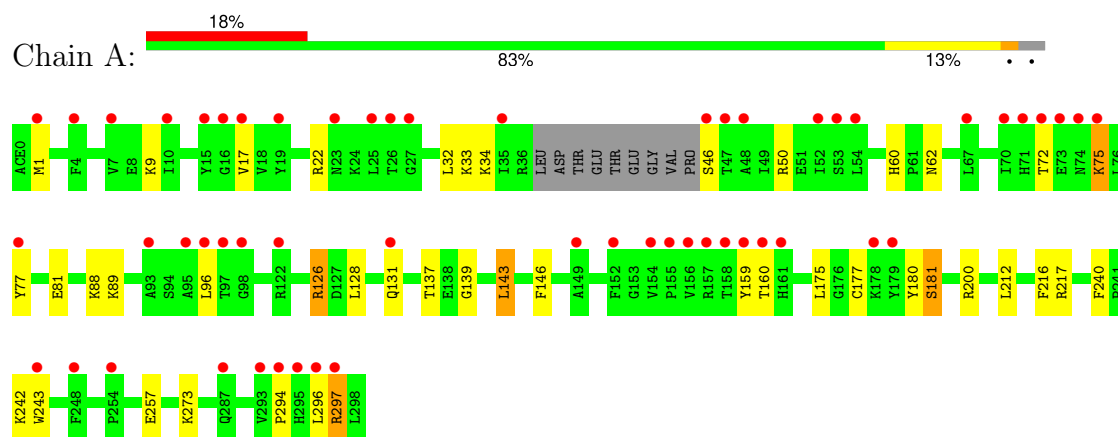 18%
Chain A:
83% 13% • •
ACE0 M1 F4 V7 E8 K9 I10 Y15 G16 V17 V18 Y19 R22 N23 K24 L25 T26 G27 L32 K33 K34 I35 R36 LEU ASP THR GLU THR GLU GLY VAL PRO S46 T47 A48 I49 R50 E51 I52 S53 L54 H60 P61 N62 L67 I70 H71 T72 E73 N74 K75 L76
Y77 E81 K88 K89 A93 S94 A95 L96 T97 G98 R122 R126 D127 L128 Q131 T137 E138 G139 L143 F146 A149 F152 G153 V154 P155 V156 R157 T158 Y159 T160 H161 L175 G176 C177 K178 Y179 Y180 S181 R200 L212 F216 R217 F240 P241
K242 W243 F248 P254 E257 K273 Q287 V293 P294 H295 L296 R297 L298